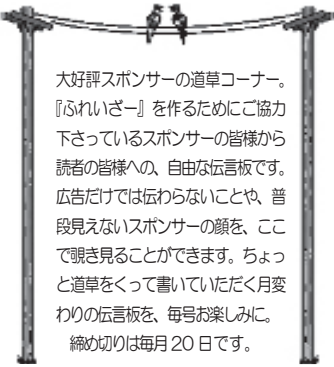 大好評スポンサーの道草コーナー。
『ふれいざー』を作るためにご協力
下さっているスポンサーの皆様から
読者の皆様への、自由な伝言板です。
広告だけでは伝わらないことや、普
段見えないスポンサーの顔を、ここ
で覗き見ることができます。ちょっ
と道草をくって書いていただく月変
わりの伝言板を、毎号お楽しみに。
締め切りは毎月20日です。